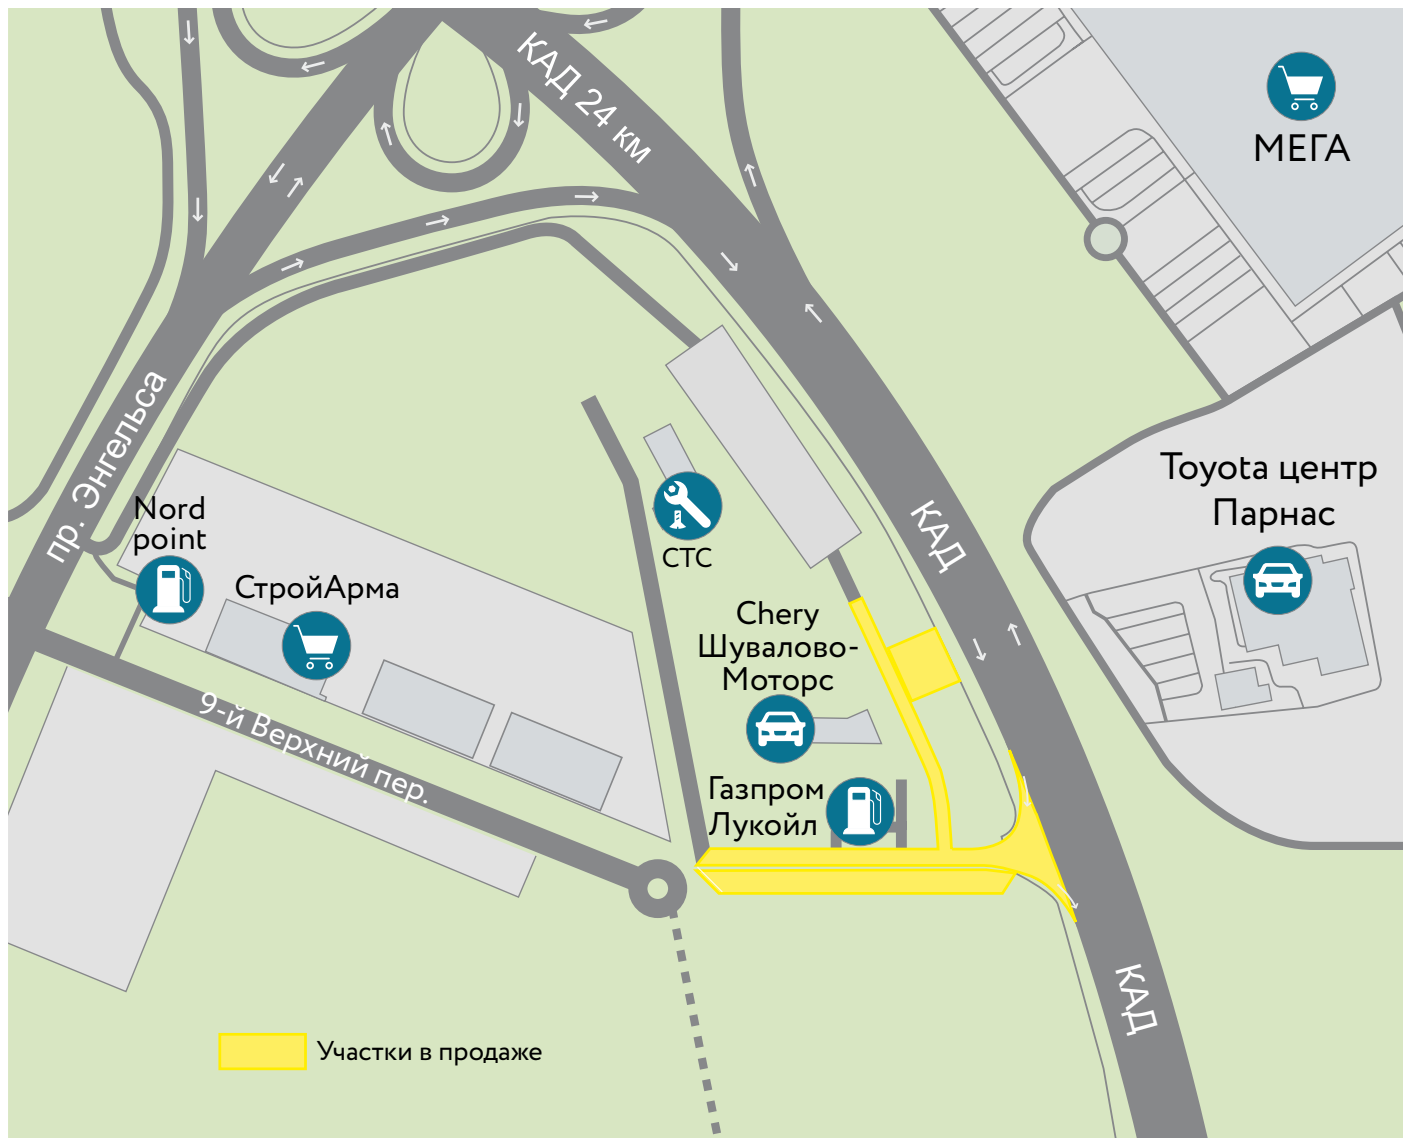 КАД 24 км
МЕГА
пр. Энгельса
Toyota центр
Парнас
Nord
point
СтройАрма
СТС
КАД
Chery
Шувалово-
Моторс
9-й Верхний пер.
Газпром
Лукойл
КАД
Участки в продаже